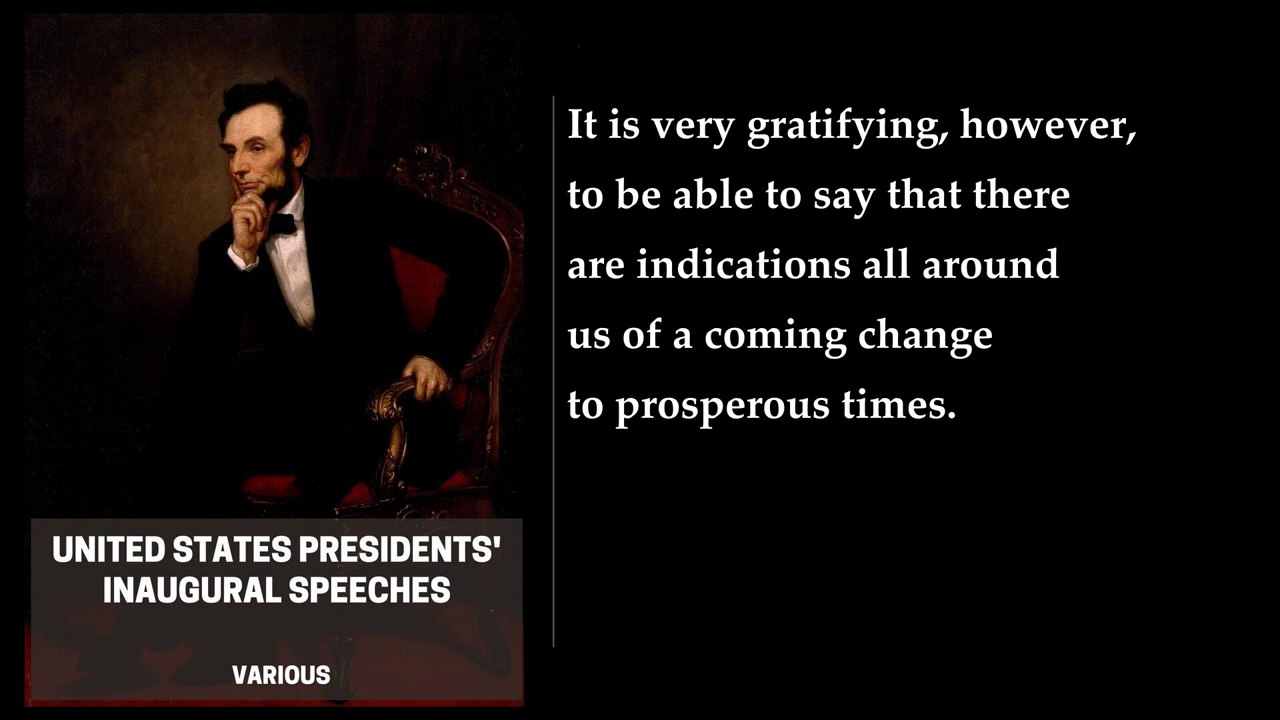 It is very gratifying, however,
to be able to say that there
are indications all around
us of a coming change
to prosperous times.
UNITED STATES PRESIDENTS'
INAUGURAL SPEECHES
VARIOUS